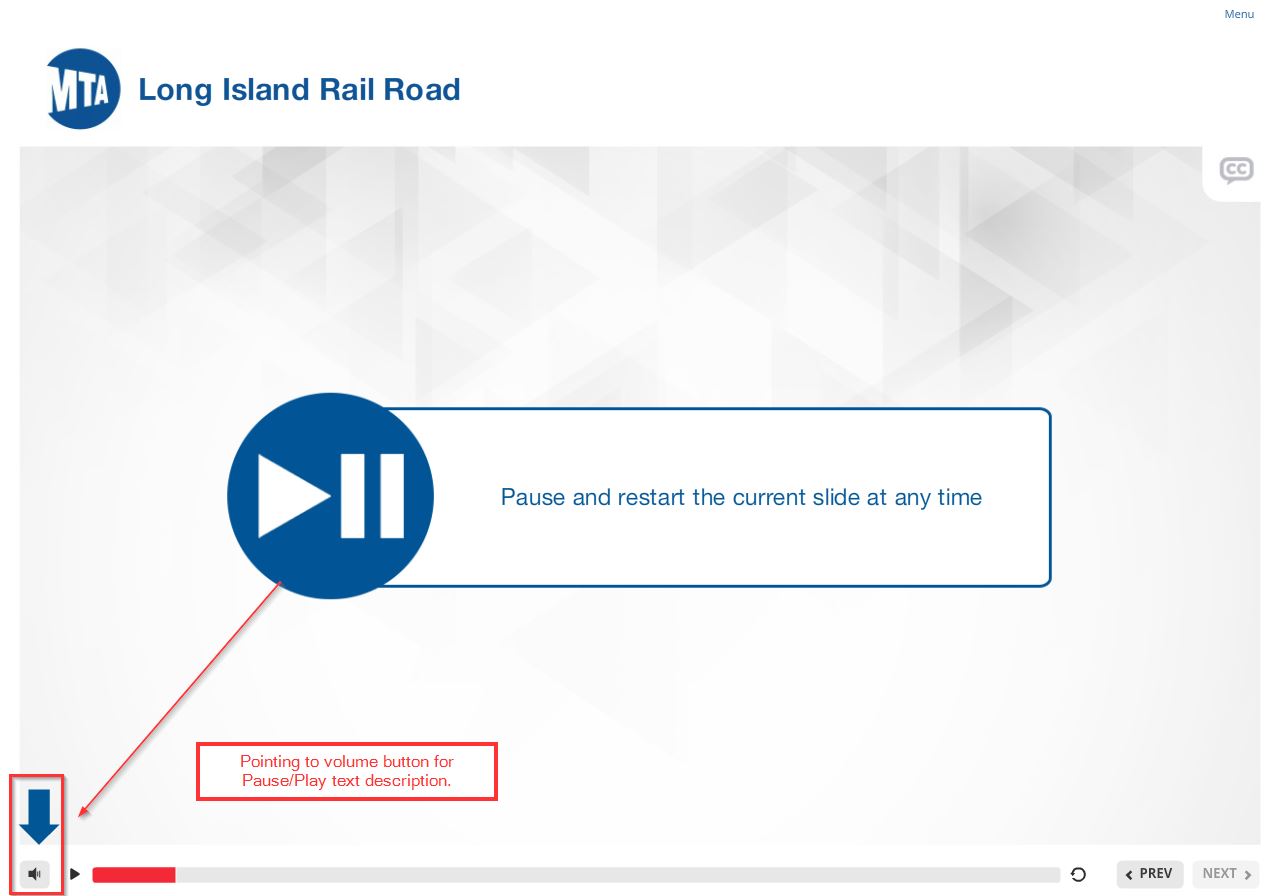 Menu
MTA
Long Island Rail Road
CC
Pause and restart the current slide at any time
Pointing to volume button for
Pause/Play text description.
PREV
NEXT